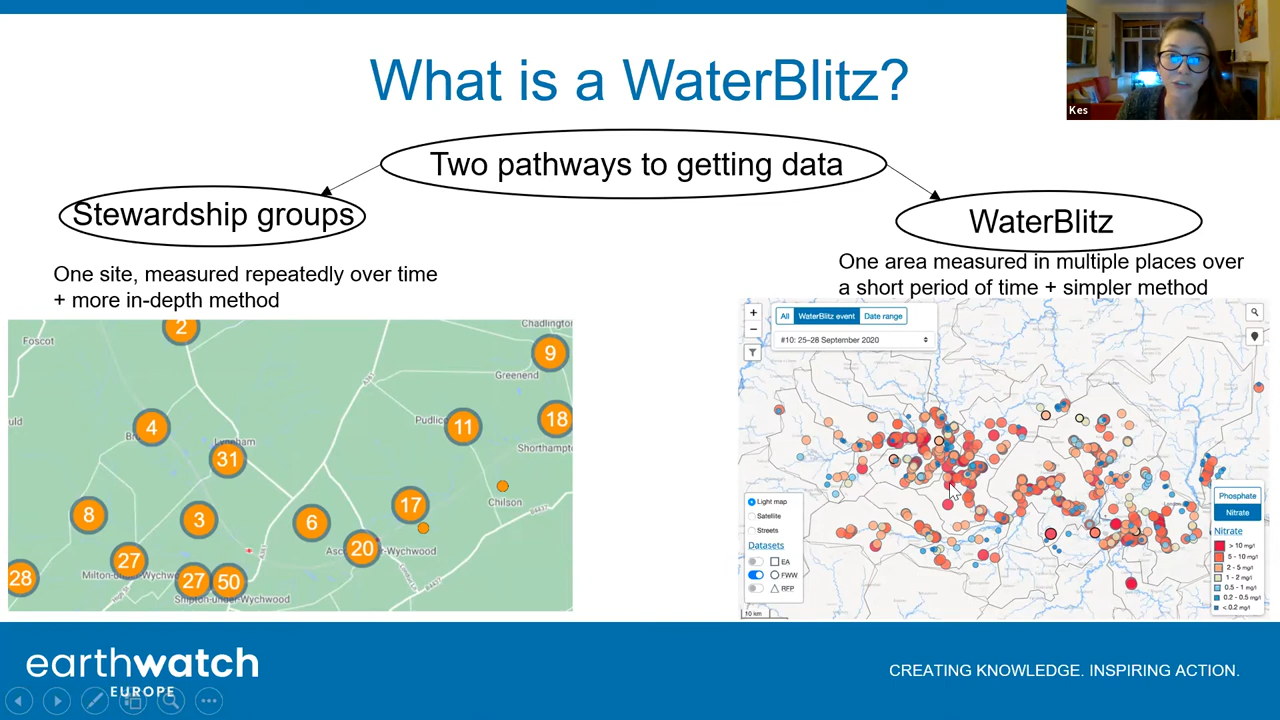 What is a WaterBlitz?
Kes
Two pathways to getting data
Stewardship groups
WaterBlitz
One site, measured repeatedly over time
+ more in-depth method
One area measured in multiple places over
a short period of time + simpler method
Foscot
2
Chadlington
9
Greenend
4
Lyneham
31
Pudlic
11
18
Shorthampt
Chilson
8
3
6
17
20
27
Milton-under-Wychw
28
27
50
Shipton-under-Wychwood
A361
B4437
+
−
All
WaterBlitz event
Date range
#10: 25–28 September 2020
Light map
Satellite
Streets
Datasets
EA
FWW
RFP
10 km
Phosphate
Nitrate
Nitrate
> 10 mg/l
5 - 10 mg/l
2 - 5 mg/l
1 - 2 mg/l
0.5 - 1 mg/l
0.2 - 0.5 mg/l
< 0.2 mg/l
earthwatch
EUROPE
CREATING KNOWLEDGE. INSPIRING ACTION.